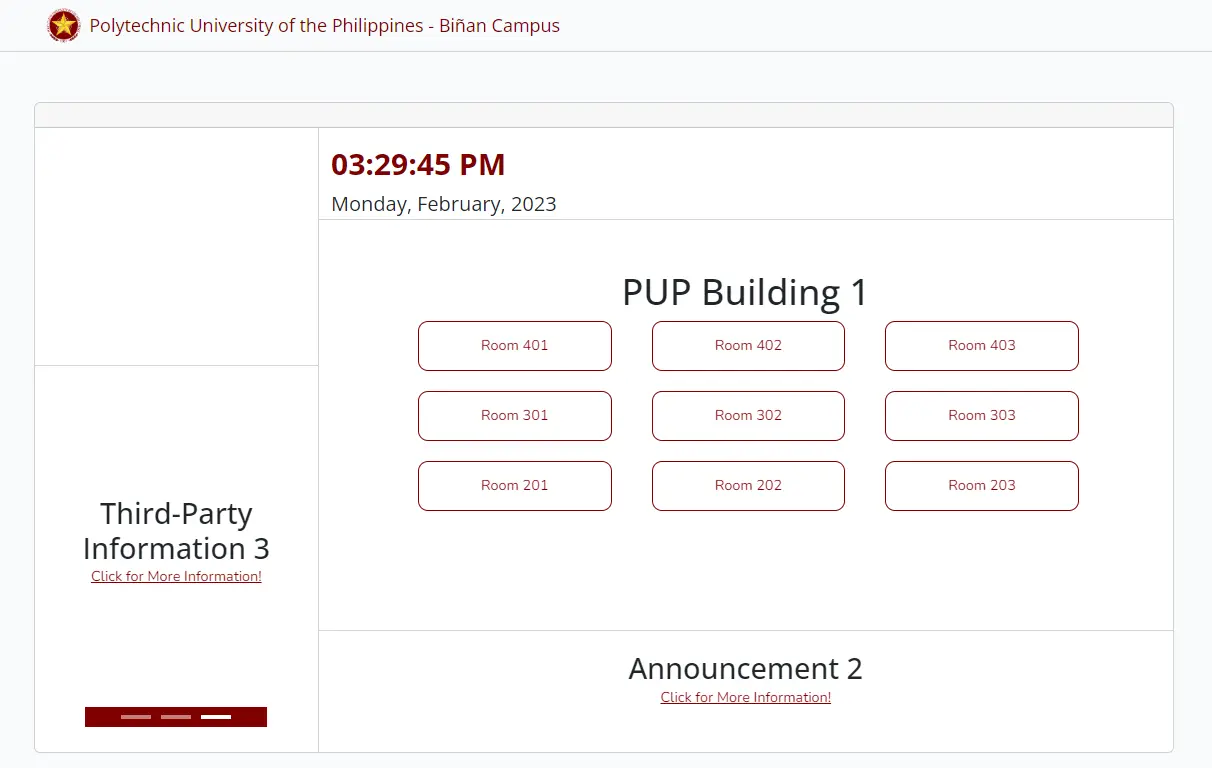 Polytechnic University of the Philippines - Biñan Campus
03:29:45 PM
Monday, February, 2023
PUP Building 1
Room 401 Room 402 Room 403
Room 301 Room 302 Room 303
Room 201 Room 202 Room 203
Third-Party
Information 3
Click for More Information!
Announcement 2
Click for More Information!